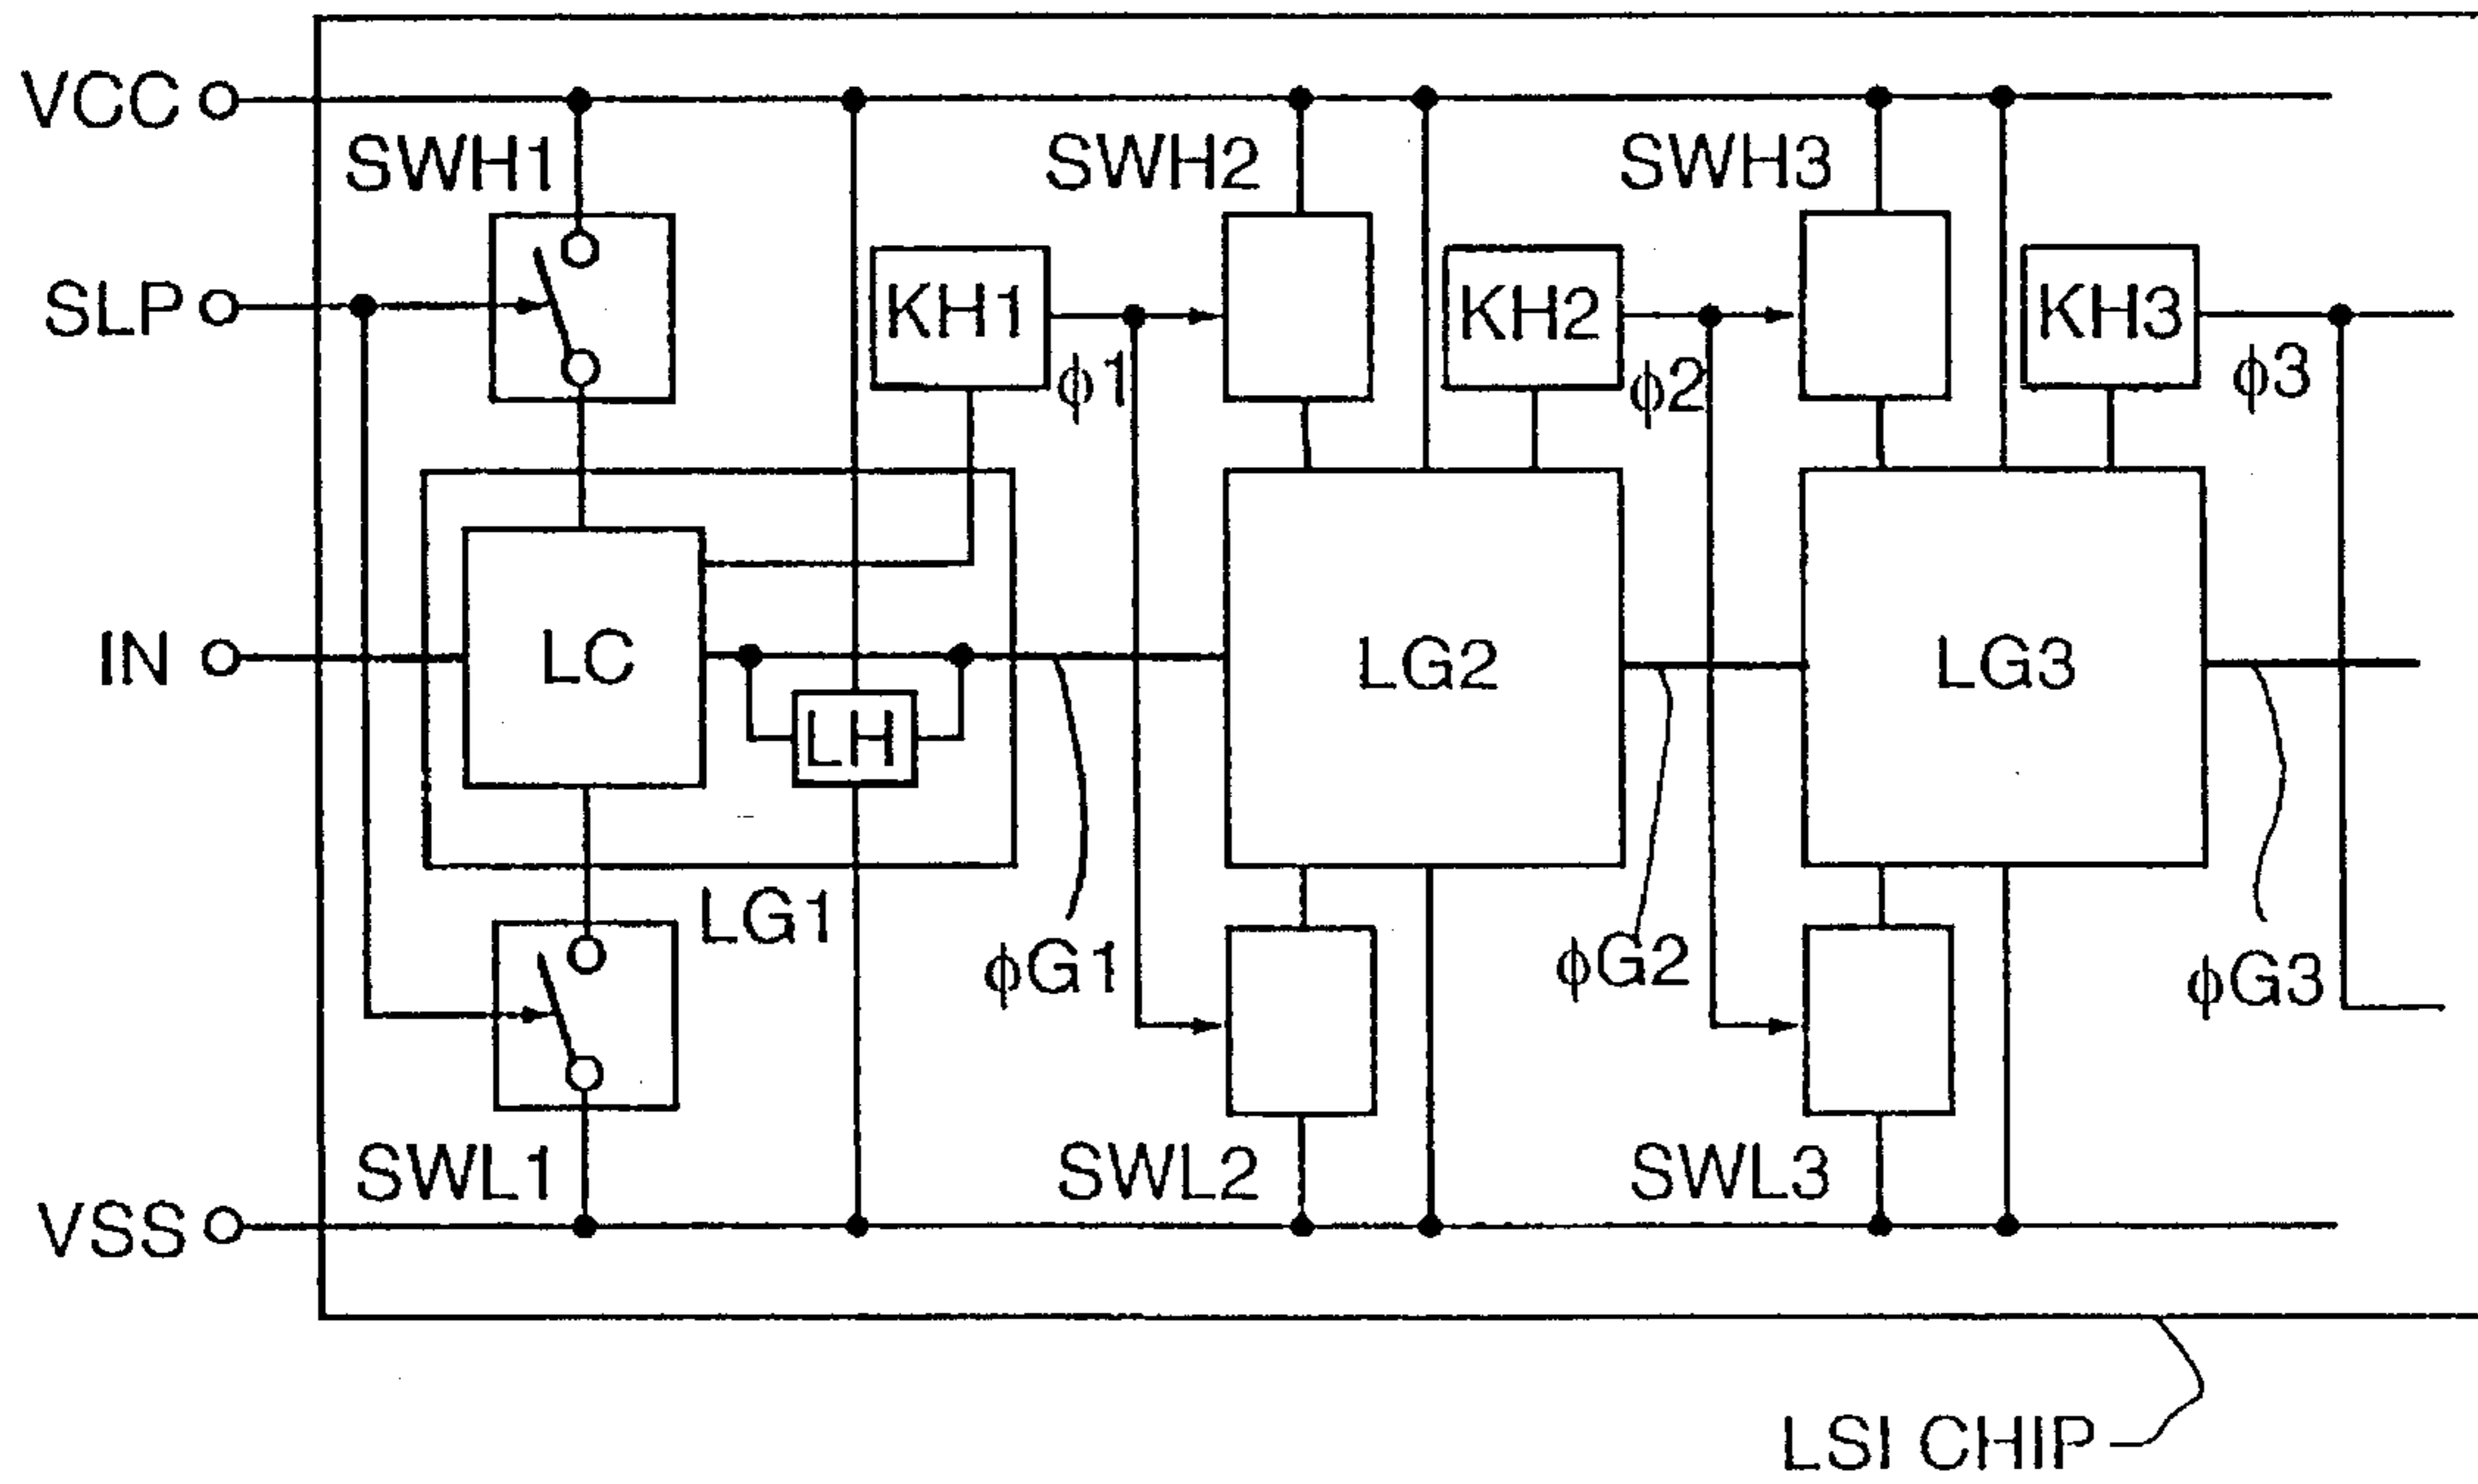 VCC
SWH1
SWH2
SWH3
SLP
KH1
KH2
KH3
ϕ1
ϕ2
ϕ3
IN
LC
LG2
LG3
LH
LG1
ϕG1
ϕG2
ϕG3
SWL1
SWL2
SWL3
VSS
LSI CHIP